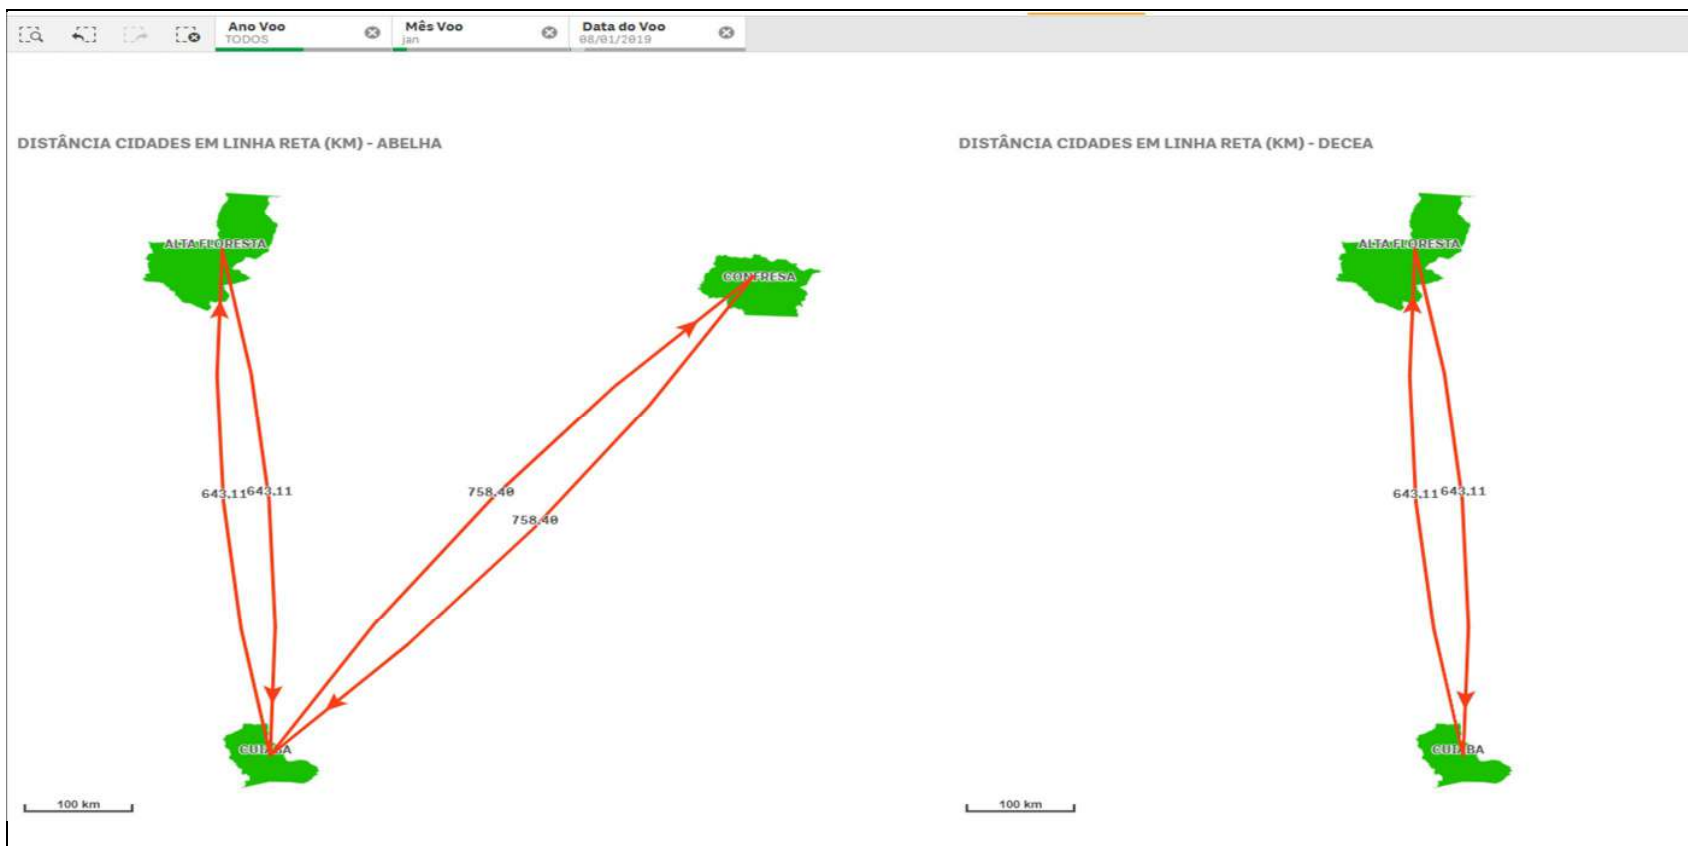 Ano Voo
TODOS
Mês Voo
jan
Data do Voo
08/01/2019
DISTÂNCIA CIDADES EM LINHA RETA (KM) - ABELHA
ALTA FLORESTA
CONFRESA
643.11
643.11
758.40
758.40
CUIABA
100 km
DISTÂNCIA CIDADES EM LINHA RETA (KM) - DECEA
ALTA FLORESTA
643.11
643.11
CUIABA
100 km